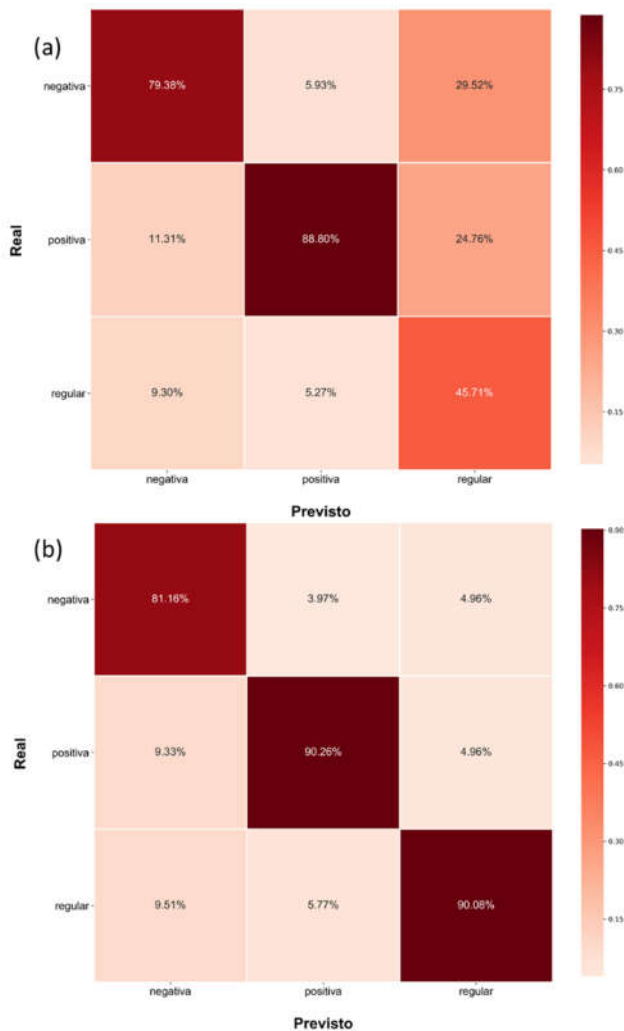 (a)
negativa 79.38% 5.93% 29.52%
positiva 11.31% 88.80% 24.76%
regular 9.30% 5.27% 45.71%
Real
negativa positiva regular
Previsto
0.75
0.60
0.45
0.30
0.15
(b)
negativa 81.16% 3.97% 4.96%
positiva 9.33% 90.26% 4.96%
regular 9.51% 5.77% 90.08%
Real
negativa positiva regular
Previsto
0.90
0.75
0.60
0.45
0.30
0.15